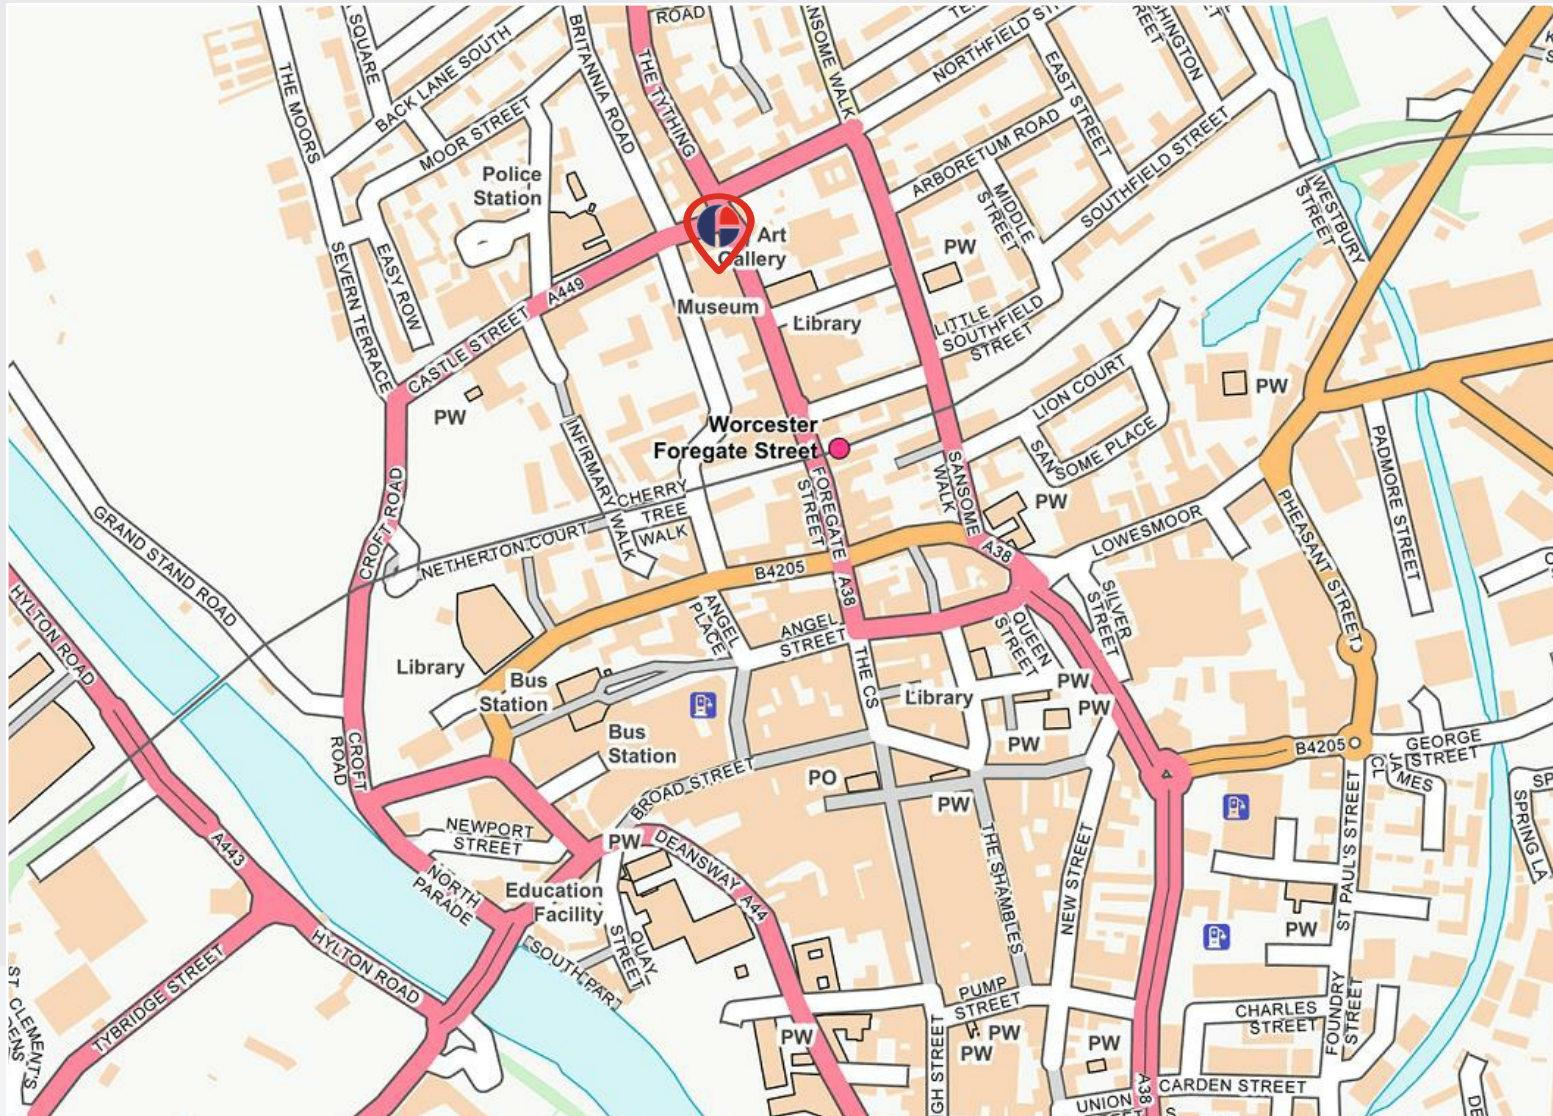 THE MOORS
SQUARE
BACK LANE SOUTH
MOOR STREET
BRITANNIA ROAD
THE TYTHING
ROAD
NORTHFIELD
EAST STREET
ARBORETUM ROAD
MIDDLE
STREET
SOUTHFIELD STREET
WESTBURY
STREET
Police
Station
SEVERN TERRACE
EASY ROW
A449
CASTLE STREET
Art
Gallery
Museum
Library
PW
LITTLE
SOUTHFIELD
STREET
PW
PW
LION COURT
SAN
SOME PLACE
Worcester
Foregate Street
INFIRMARY WALK
CHERRY
TREE
WALK
FOREGATE
STREET
SANSOME
WALK
PW
LOWESMOOR
PADMORE STREET
PHEASANT STREET
CROFT ROAD
NETHERTON COURT
GRAND STAND ROAD
HYLTON ROAD
B4205
A38
A38
ANGEL
PLACE
ANGEL
STREET
QUEEN
STREET
SILVER
STREET
Library
Bus
Station
THE CS
Library
PW
PW
PW
Bus
Station
CROFT
ROAD
BROAD STREET
PO
PW
B4205
GEORGE
STREET
JAMES
CL
SPRING LA
ST PAUL'S STREET
NEWPORT
STREET
PW
DEANSWAY
A44
THE SHAMBLES
NEW STREET
A443
NORTH
PARADE
Education
Facility
QUAY
STREET
HYLTON ROAD
TYBRIDGE STREET
ST. CLEMENT'S
PW
PUMP
STREET
PW
PW
PW
PW
CHARLES
STREET
FOUNDRY
STREET
CARDEN STREET
UNION
A38